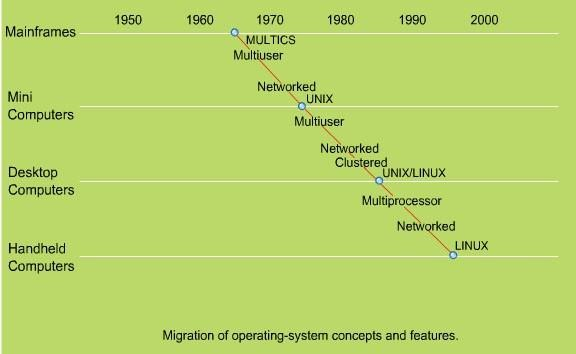 1950 1960 1970 1980 1990 2000
Mainframes
MULTICS
Multiuser
Networked
Mini
Computers
UNIX
Multiuser
Networked
Clustered
Desktop
Computers
UNIX/LINUX
Multiprocessor
Networked
Handheld
Computers
LINUX
Migration of operating-system concepts and features.